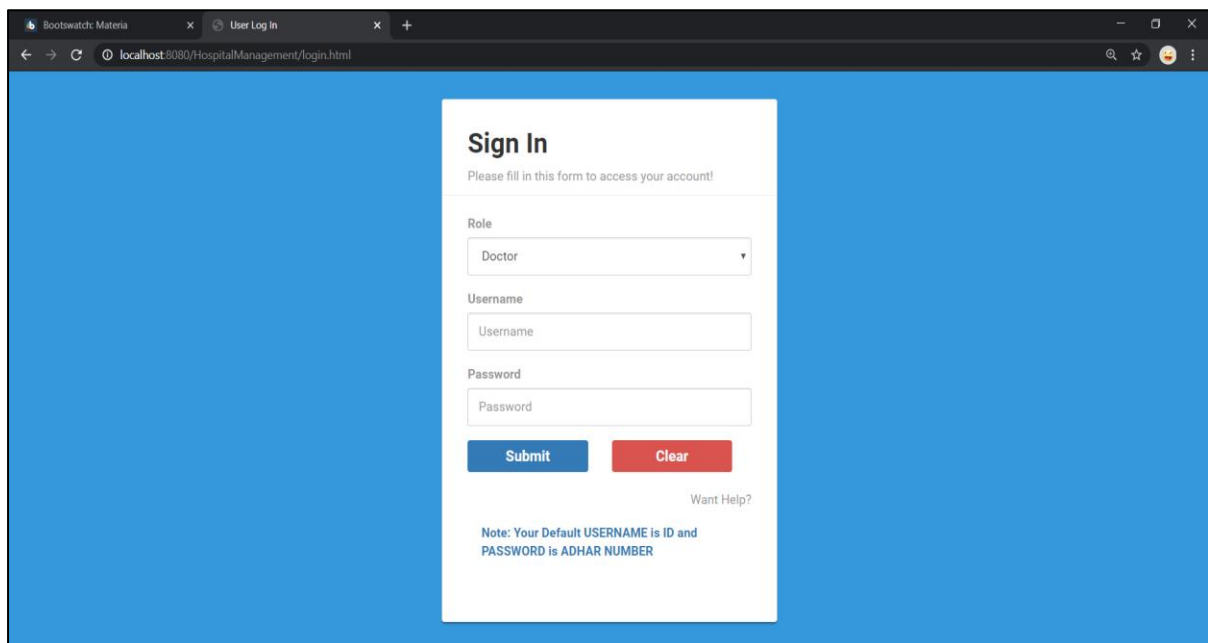 Bootswatch: Materia
User Log In
localhost:8080/HospitalManagement/login.html
Sign In
Please fill in this form to access your account!
Role
Doctor
Username
Username
Password
Password
Submit Clear
Want Help?
Note: Your Default USERNAME is ID and
PASSWORD is ADHAR NUMBER